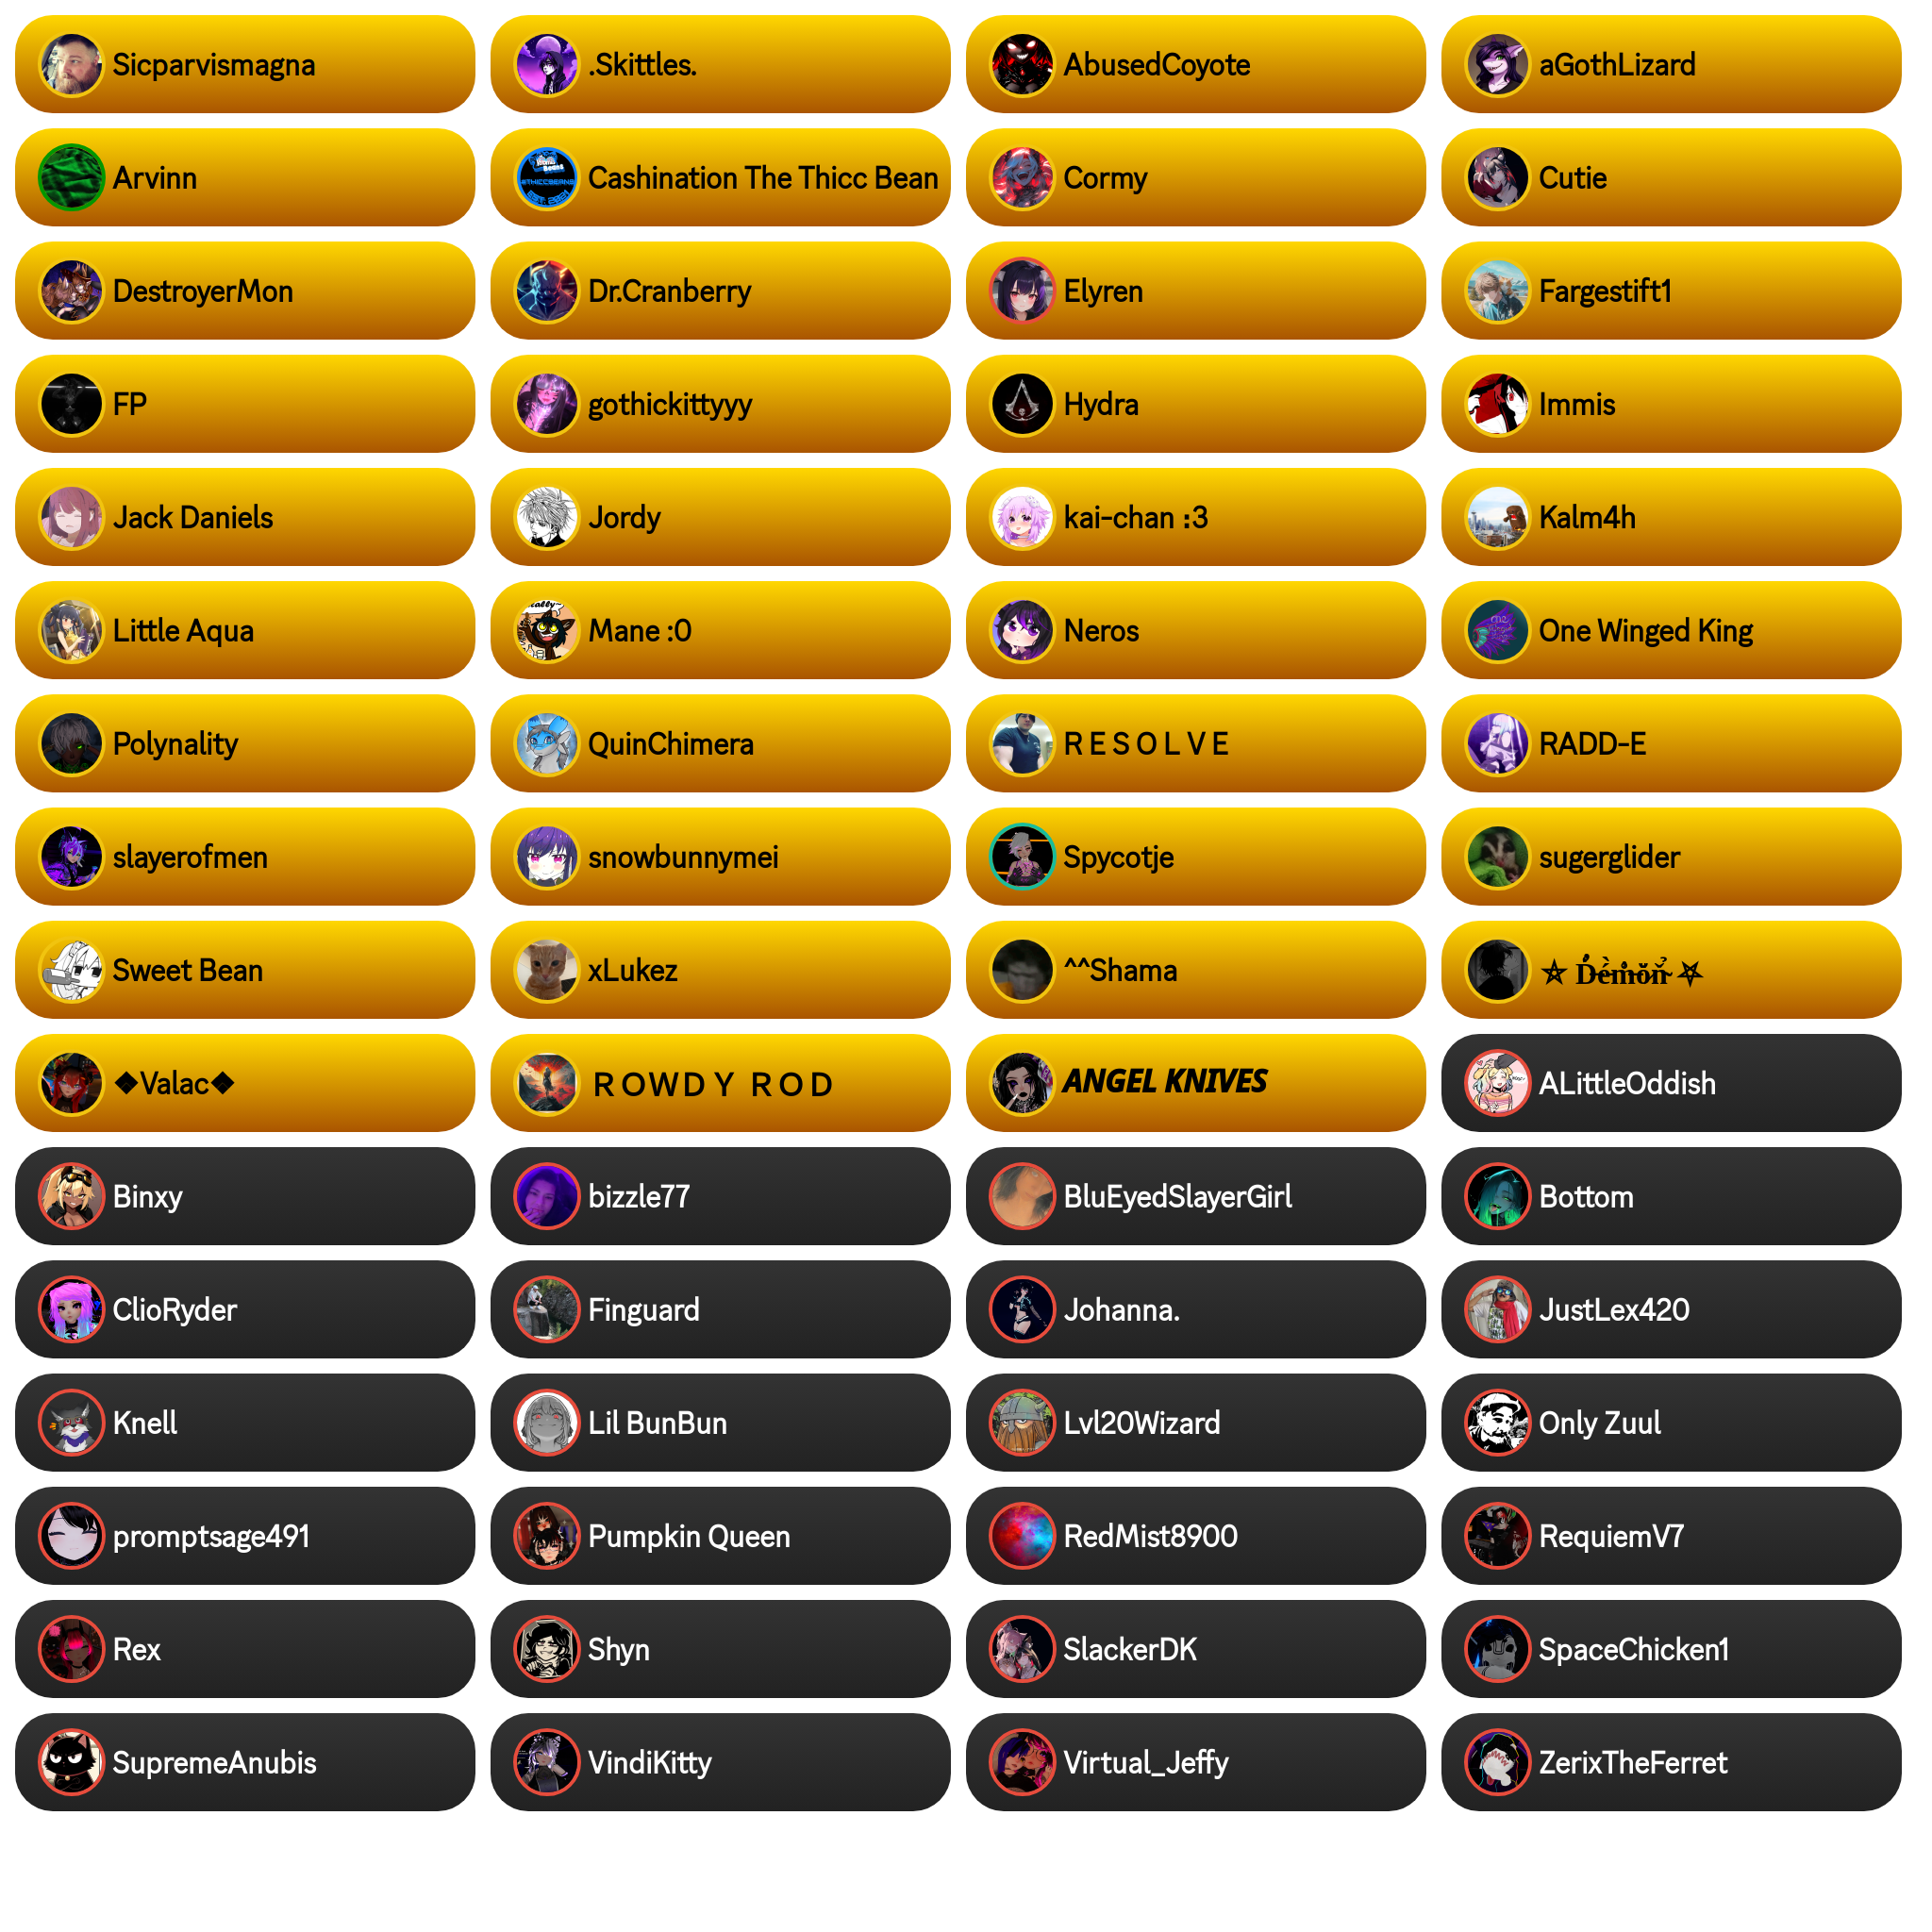 Sicparvismagna
.Skittles.
AbusedCoyote
aGothLizard
Arvinn
Cashination The Thicc Bean
Cormy
Cutie
DestroyerMon
Dr.Cranberry
Elyren
Fargestift1
FP
gothickittyyy
Hydra
Immis
Jack Daniels
Jordy
kai-chan :3
Kalm4h
Little Aqua
Mane :0
Neros
One Winged King
Polynality
QuinChimera
R E S O L V E
RADD-E
slayerofmen
snowbunnymei
Spycotje
sugerglider
Sweet Bean
xLukez
^^Shama
⛤ D̴̛́è̴m̴̊ŏ̴n̴̉ ⛧
❖Valac❖
ＲＯＷＤＹ ＲＯＤ
ANGEL KNIVES
ALittleOddish
Binxy
bizzle77
BluEyedSlayerGirl
Bottom
ClioRyder
Finguard
Johanna.
JustLex420
Knell
Lil BunBun
Lvl20Wizard
Only Zuul
promptsage491
Pumpkin Queen
RedMist8900
RequiemV7
Rex
Shyn
SlackerDK
SpaceChicken1
SupremeAnubis
VindiKitty
Virtual_Jeffy
ZerixTheFerret